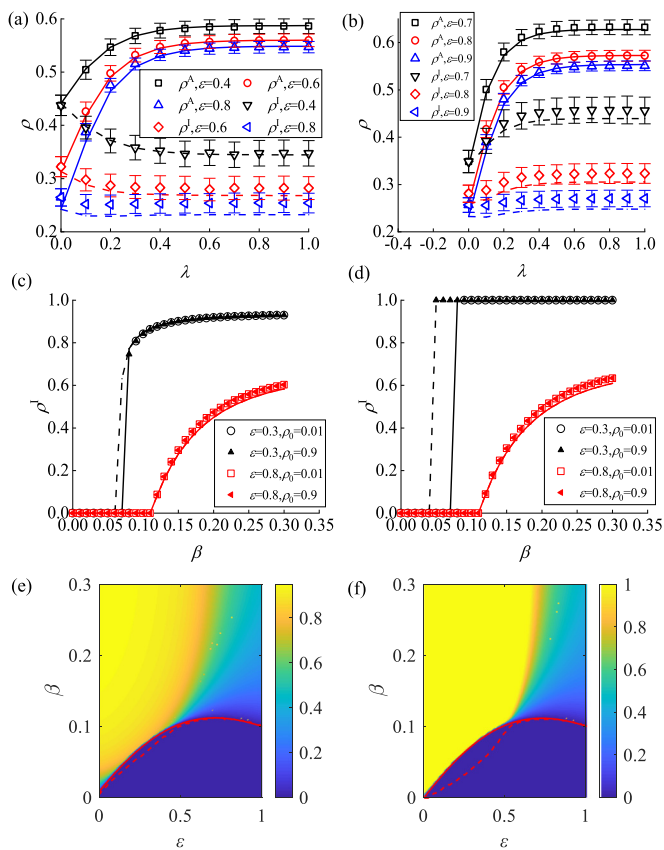 (a)
0.6
0.5
0.4
0.3
0.2
ρ
ρᴬ,ε=0.4 ρᴬ,ε=0.6
ρᴬ,ε=0.8 ρᴵ,ε=0.4
ρᴵ,ε=0.6 ρᴵ,ε=0.8
0.0 0.2 0.4 0.6 0.8 1.0
λ
(b)
ρᴬ,ε=0.7
ρᴬ,ε=0.8
ρᴬ,ε=0.9
ρᴵ,ε=0.7
ρᴵ,ε=0.8
ρᴵ,ε=0.9
0.6
0.5
0.4
0.3
0.2
ρ
-0.4 -0.2 0.0 0.2 0.4 0.6 0.8 1.0
λ
(c)
1.0
0.8
0.6
0.4
0.2
0.0
ρᴵ
ε=0.3,ρ₀=0.01
ε=0.3,ρ₀=0.9
ε=0.8,ρ₀=0.01
ε=0.8,ρ₀=0.9
0.00 0.05 0.10 0.15 0.20 0.25 0.30 0.35
β
(d)
1.0
0.8
0.6
0.4
0.2
0.0
ρᴵ
ε=0.3,ρ₀=0.01
ε=0.3,ρ₀=0.9
ε=0.8,ρ₀=0.01
ε=0.8,ρ₀=0.9
0.00 0.05 0.10 0.15 0.20 0.25 0.30 0.35
β
(e)
0.3
0.2
0.1
0
β
0 0.5 1
ε
0.8
0.6
0.4
0.2
0
(f)
0.3
0.2
0.1
0
β
0 0.5 1
ε
1
0.8
0.6
0.4
0.2
0